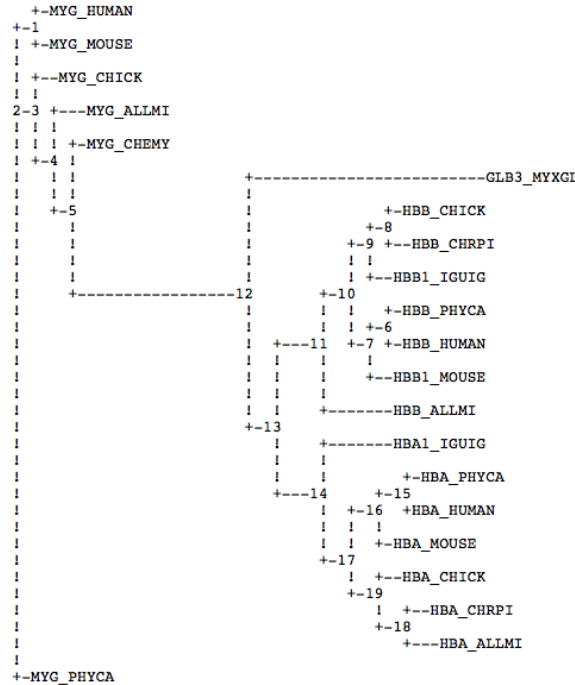 +-MYG_HUMAN
+-1
! +-MYG_MOUSE
!
! +--MYG_CHICK
2-3 +---MYG_ALLMI
! ! ! +-MYG_CHEMY
! +-4 !
! ! ! +--------------------------GLB3_MYXGL
! +-5 ! +-HBB_CHICK
! ! ! +-8
! ! ! +-9 +--HBB_CHRPI
! ! ! ! ! +--HBB1_IGUIG
! +------------------12 +-10
! ! ! ! +-HBB_PHYCA
! ! ! ! +-6
! ! +---11 +-7 +-HBB_HUMAN
! ! ! ! ! +--HBB1_MOUSE
! ! ! ! +-------HBB_ALLMI
! +-13
! ! +-------HBA1_IGUIG
! ! ! +-HBA_PHYCA
! +---14 +-15
! ! +-16 +HBA_HUMAN
! ! ! ! +-HBA_MOUSE
! +-17
! ! +--HBA_CHICK
! +-19
! ! +--HBA_CHRPI
! +-18
! +---HBA_ALLMI
!
+-MYG_PHYCA